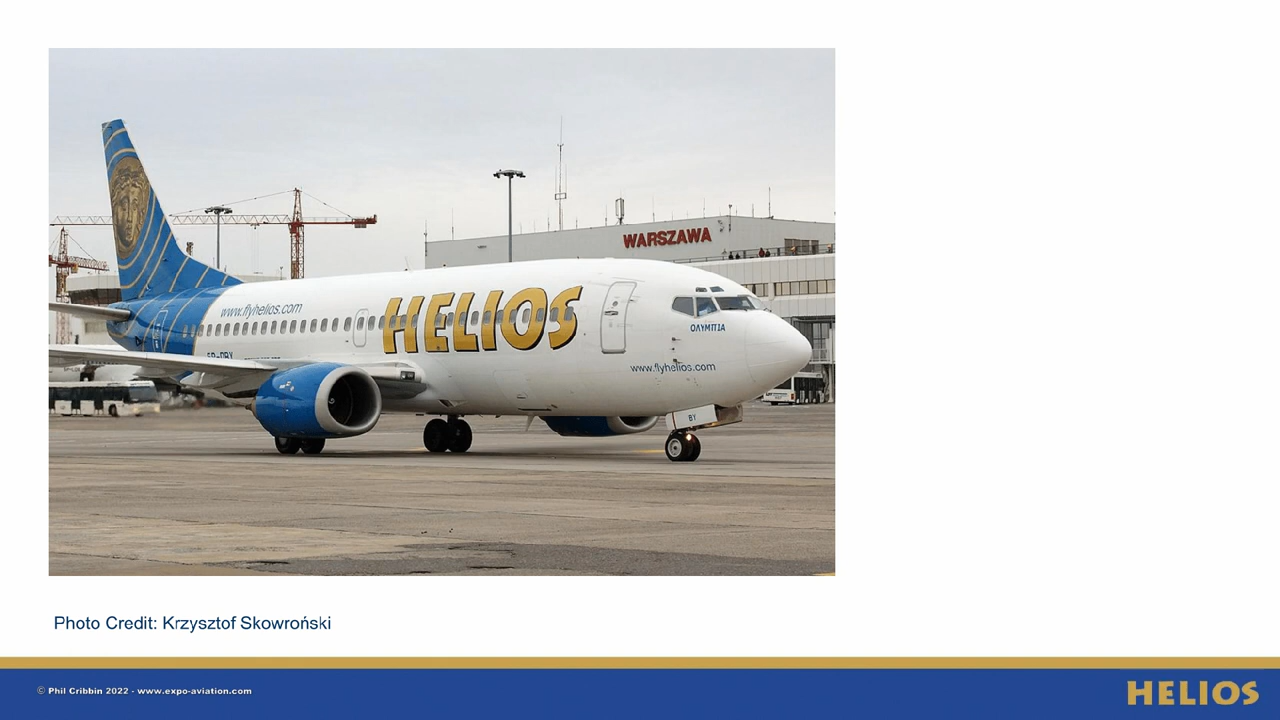 WARSZAWA
www.flyhelios.com
HELIOS
ΟΛΥΜΠΙΑ
www.flyhelios.com
BY
Photo Credit: Krzysztof Skowroński
© Phil Cribbin 2022 - www.expo-aviation.com
HELIOS